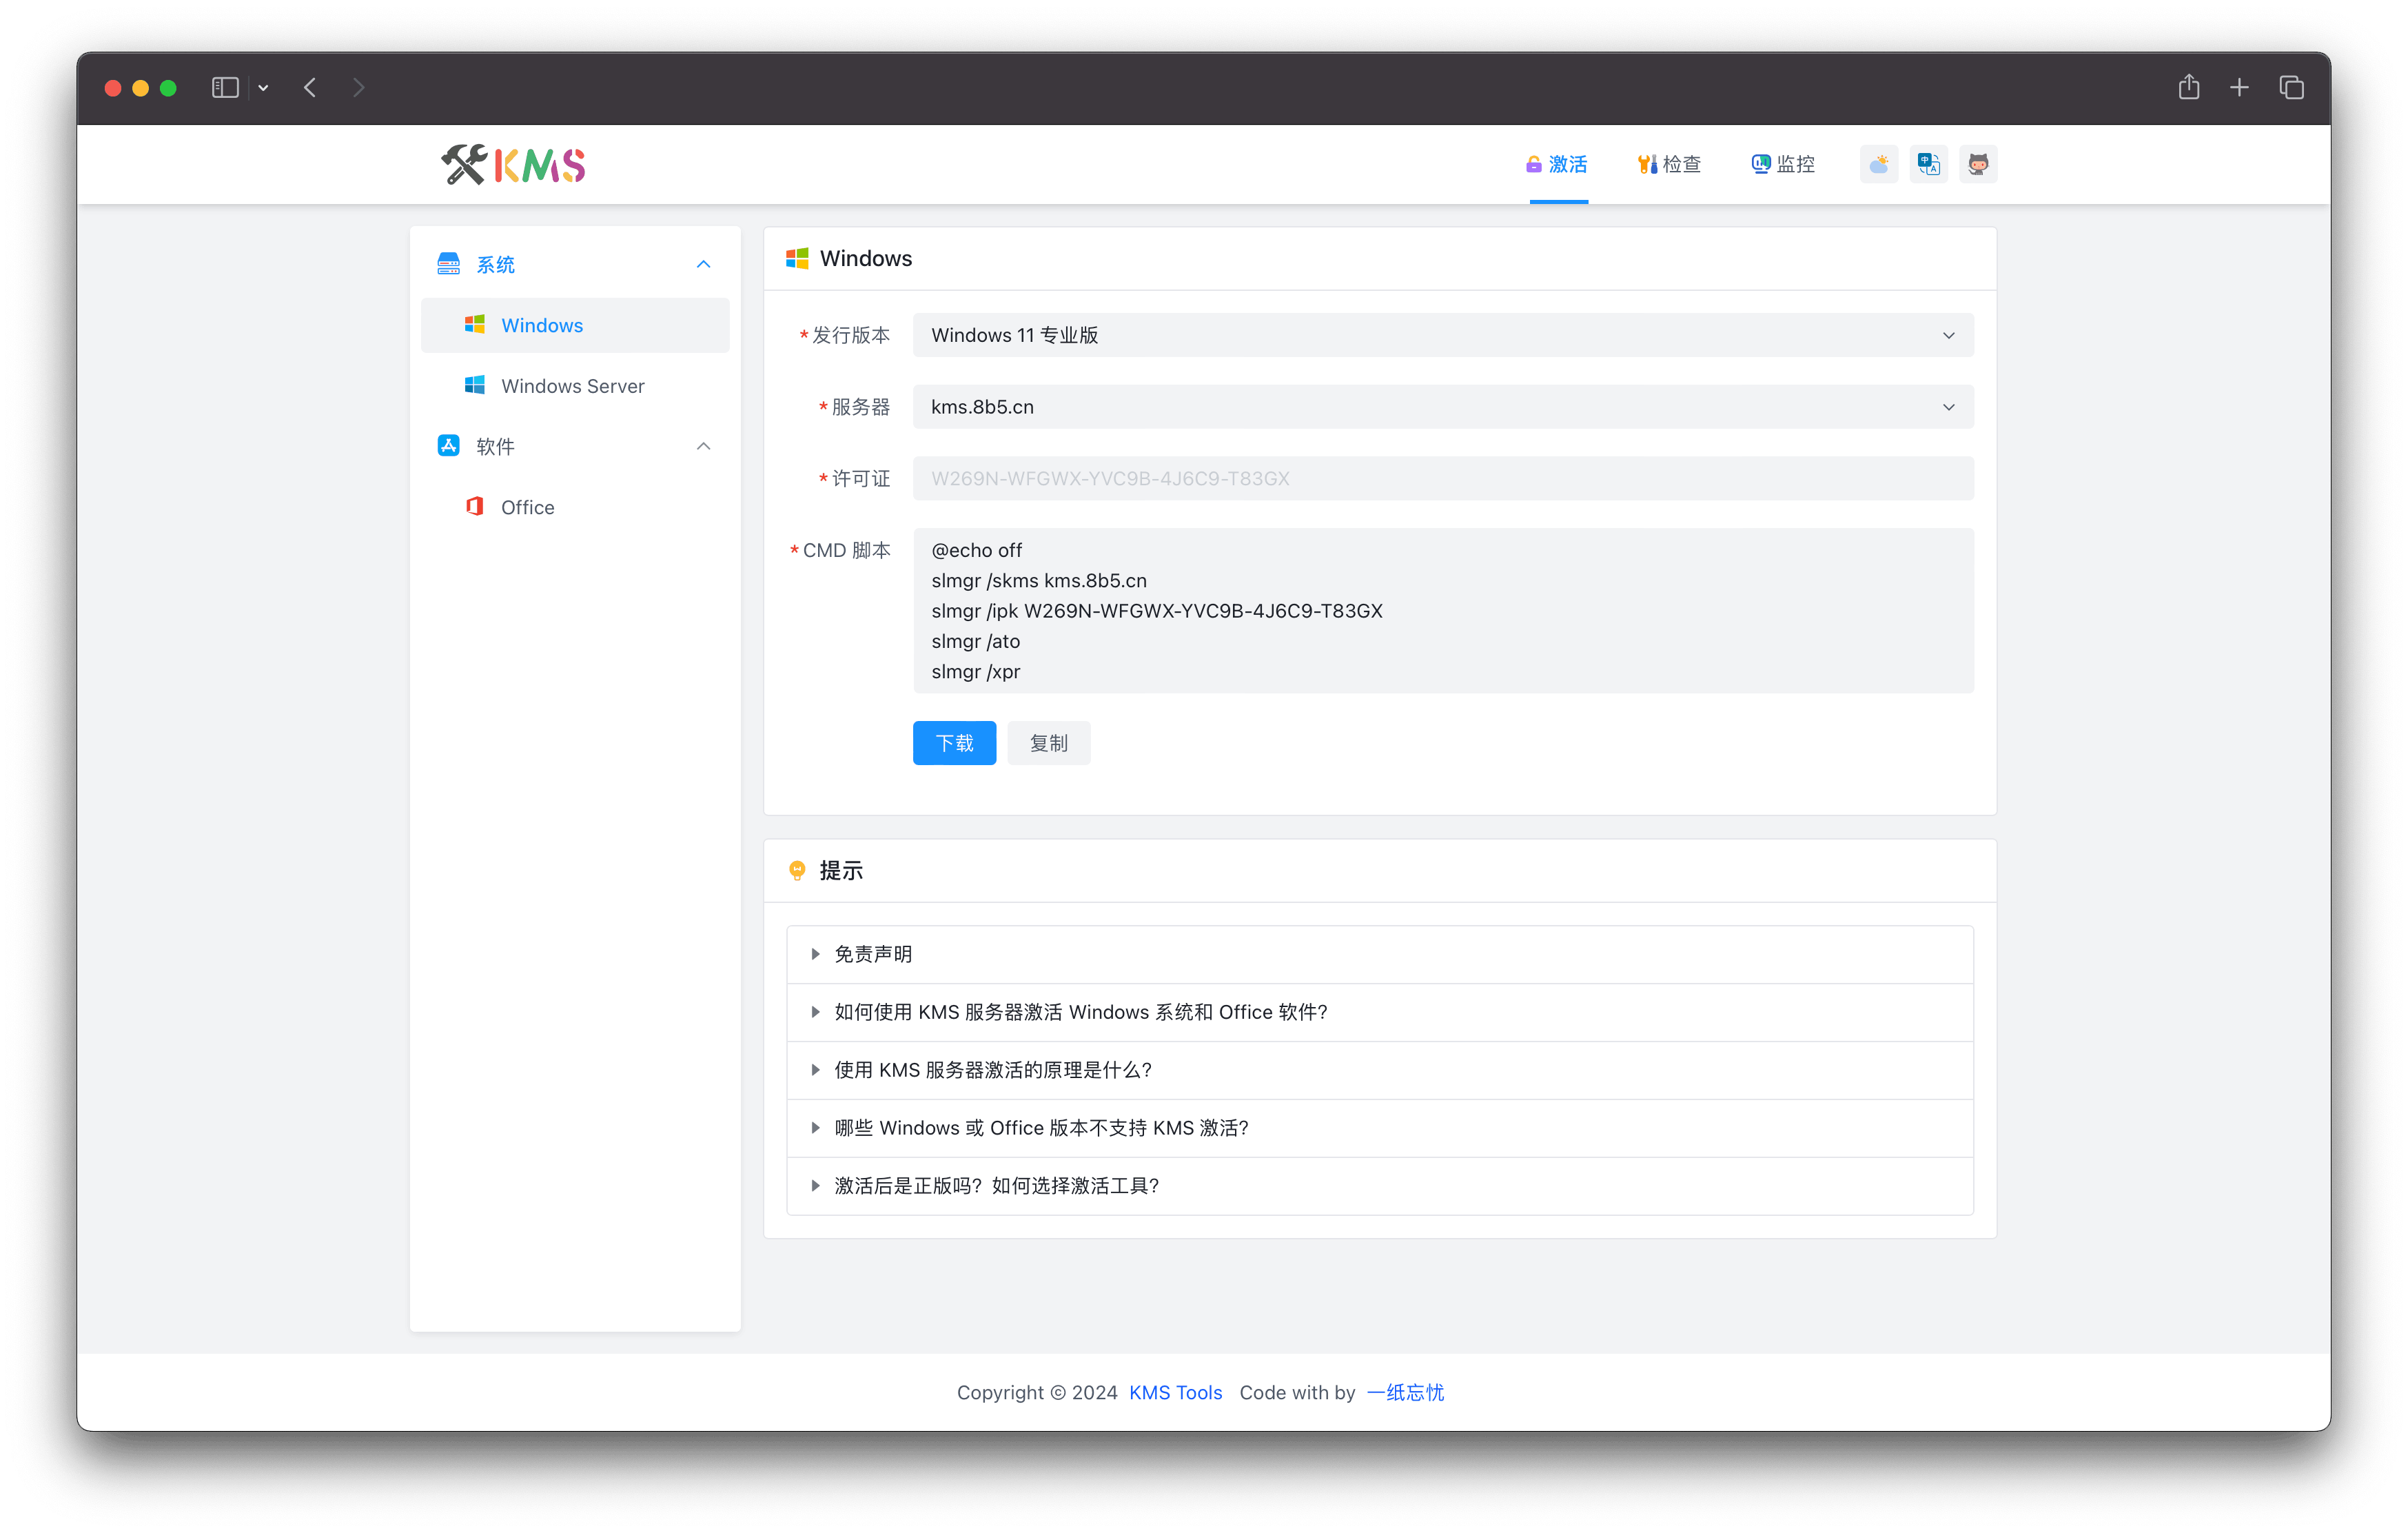 KMS
激活
检查
监控
系统
Windows
Windows Server
软件
Office
Windows
*发行版本 Windows 11 专业版
*服务器 kms.8b5.cn
*许可证 W269N-WFGWX-YVC9B-4J6C9-T83GX
*CMD 脚本 @echo off
slmgr /skms kms.8b5.cn
slmgr /ipk W269N-WFGWX-YVC9B-4J6C9-T83GX
slmgr /ato
slmgr /xpr
下载 复制
提示
免责声明
如何使用 KMS 服务器激活 Windows 系统和 Office 软件?
使用 KMS 服务器激活的原理是什么?
哪些 Windows 或 Office 版本不支持 KMS 激活?
激活后是正版吗? 如何选择激活工具?
Copyright © 2024 KMS Tools Code with by 一纸忘忧